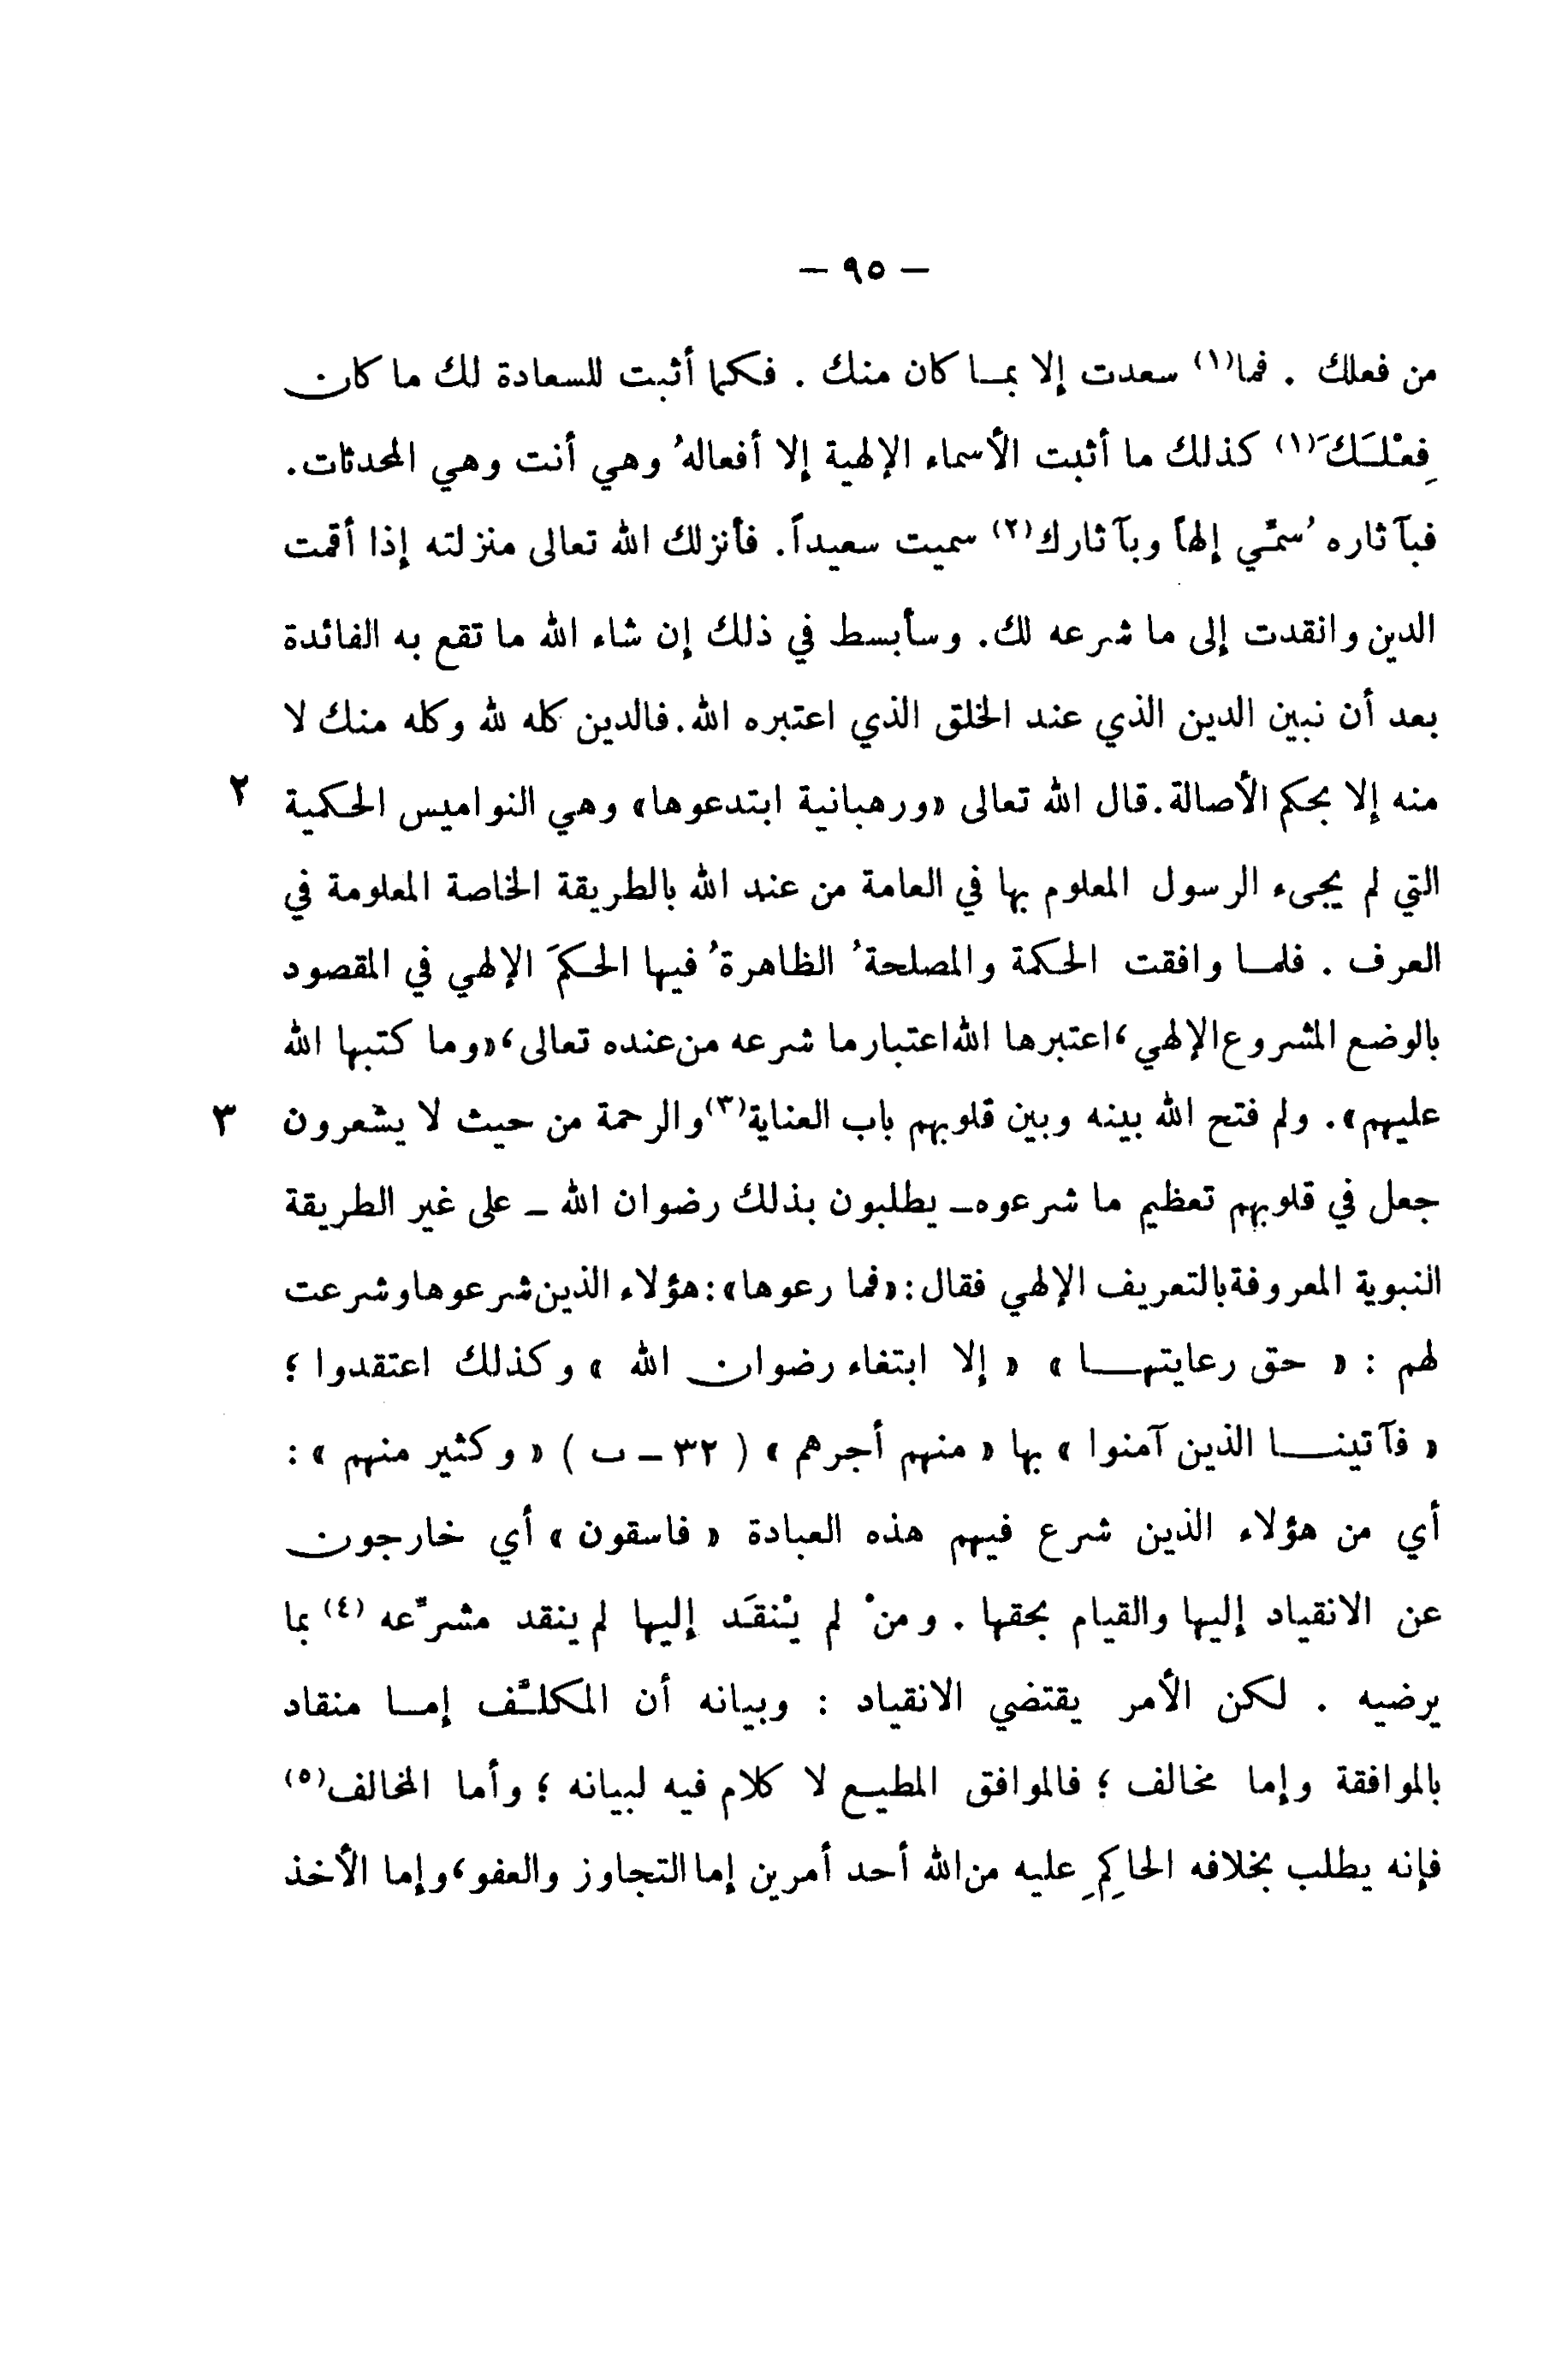 — ٩٥ —
من فعلك . فما(١) سعدت إلا بما كان منك . فكما أثبت للسعادة لك ما كان
فِعْلَكَ(١) كذلك ما أثبت الأسماء الإلهية إلا أفعالهُ وهي أنت وهي المحدثات.
فبآثاره سُمِّي إلهاً وبآثارك(٢) سميت سعيداً. فأنزلك الله تعالى منزلته إذا أقمت
الدين وانقدت إلى ما شرعه لك. وسأبسط في ذلك إن شاء الله ما تقع به الفائدة
بعد أن نبين الدين الذي عند الخلق الذي اعتبره الله. فالدين كله لله وكله منك لا
منه إلا بحكم الأصالة. قال الله تعالى «ورهبانية ابتدعوها» وهي النواميس الحكمية ٢
التي لم يجىء الرسول المعلوم بها في العامة من عند الله بالطريقة الخاصة المعلومة في
العرف . فلما وافقت الحكمة والمصلحةُ الظاهرةُ فيها الحكمَ الإلهي في المقصود
بالوضع المشروع الإلهي، اعتبرها الله اعتبار ما شرعه من عنده تعالى، «وما كتبها الله
عليهم». ولم فتح الله بينه وبين قلوبهم باب العناية(٣) والرحمة من حيث لا يشعرون ٣
جعل في قلوبهم تعظيم ما شرعوه – يطلبون بذلك رضوان الله – على غير الطريقة
النبوية المعروفة بالتعريف الإلهي فقال: «فما رعوها»: هؤلاء الذين شرعوها وشرعت
لهم : « حق رعايتها » « إلا ابتغاء رضوان الله » وكذلك اعتقدوا ؛
« فآتينا الذين آمنوا » بها « منهم أجرهم » ( ٣٢ – ب ) « وكثير منهم » :
أي من هؤلاء الذين شرع فيهم هذه العبادة « فاسقون » أي خارجون
عن الانقياد إليها والقيام بحقها . ومنْ لم يَنْقَد إليها لم ينقد مشرِّعه (٤) بما
يرضيه . لكن الأمر يقتضي الانقياد : وبيانه أن المكلَّف إما منقاد
بالموافقة وإما مخالف ؛ فالموافق المطيع لا كلام فيه لبيانه ؛ وأما المخالف(٥)
فإنه يطلب بخلافه الحاكِمِ عليه من الله أحد أمرين إما التجاوز والعفو، وإما الأخذ